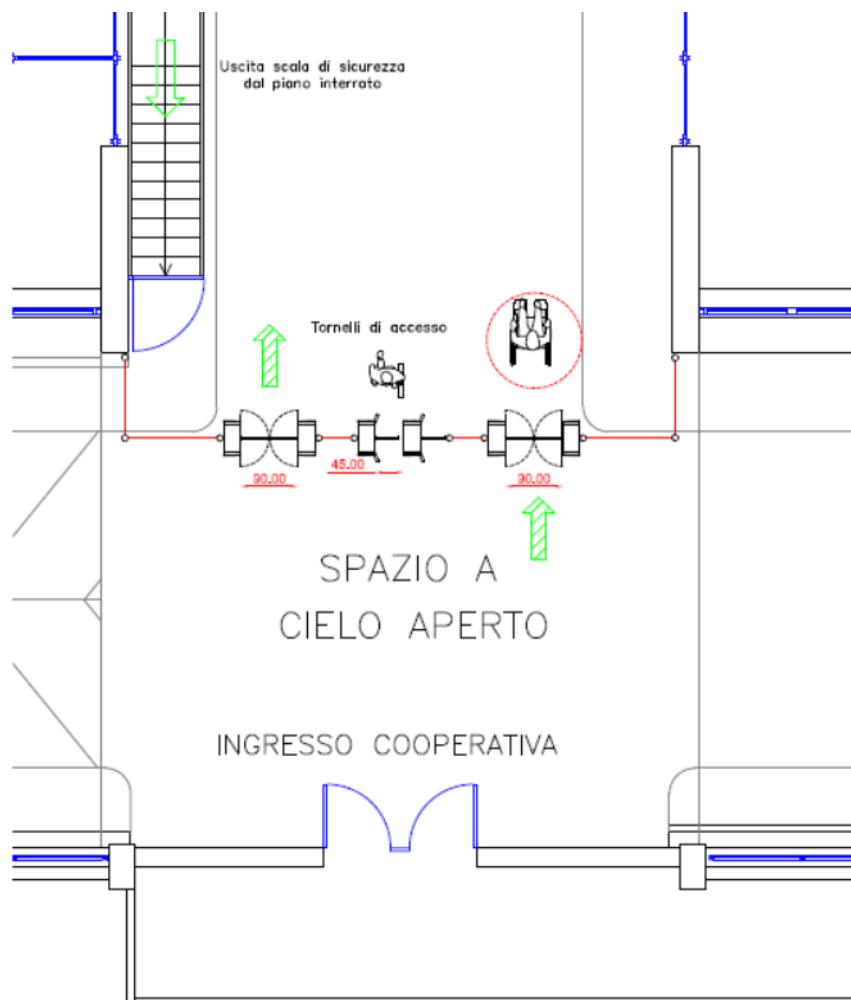 Uscita scala di sicurezza
dal piano interrato
Tornelli di accesso
45.00
90.00
90.00
SPAZIO A
CIELO APERTO
INGRESSO COOPERATIVA